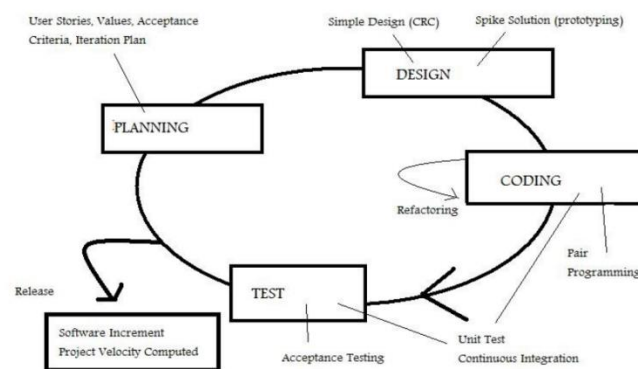 User Stories, Values, Acceptance
Criteria, Iteration Plan
Simple Design (CRC)
Spike Solution (prototyping)
DESIGN
PLANNING
CODING
Refactoring
Pair
Programming
TEST
Release
Software Increment
Project Velocity Computed
Acceptance Testing
Unit Test
Continuous Integration